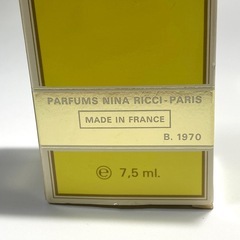 PARFUMS NINA RICCI-PARIS
MADE IN FRANCE
B. 1970
℮ 7,5 ml.